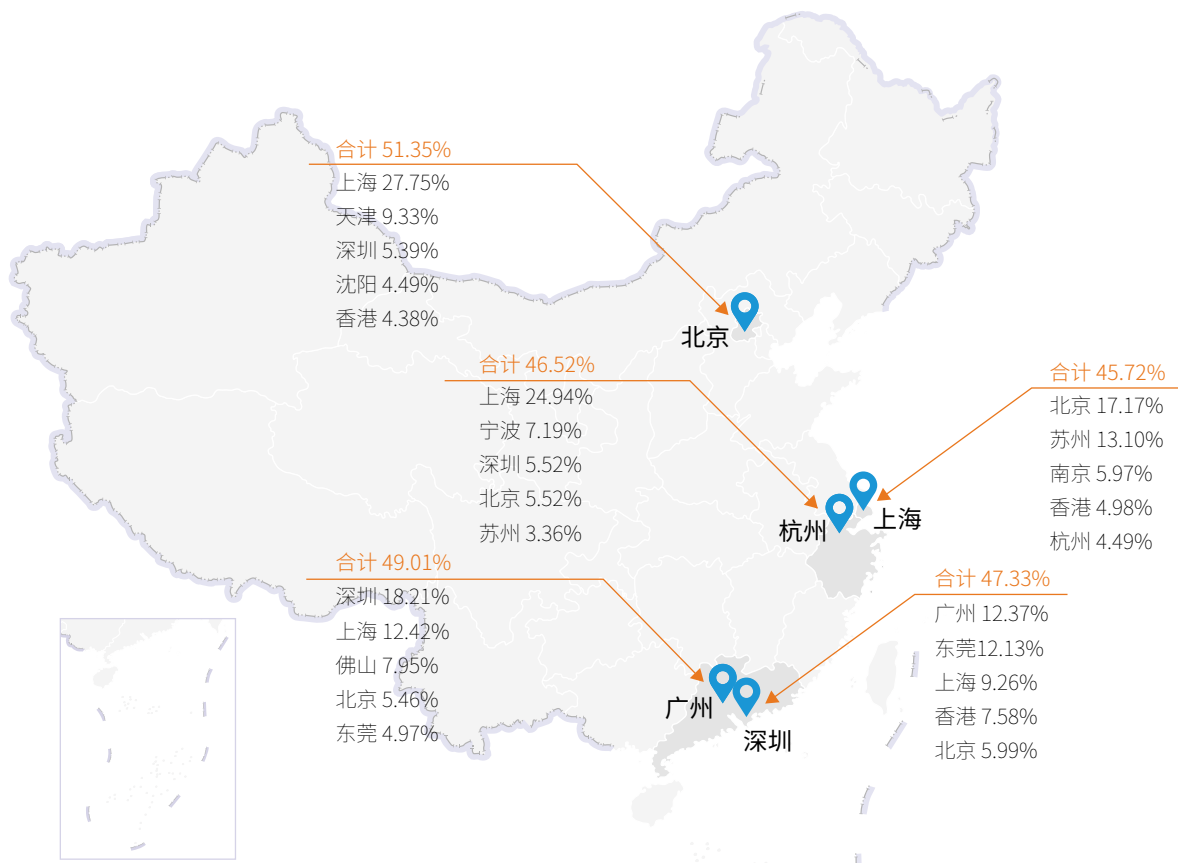 合计 51.35%
上海 27.75%
天津 9.33%
深圳 5.39%
沈阳 4.49%
香港 4.38%
北京
合计 46.52%
上海 24.94%
宁波 7.19%
深圳 5.52%
北京 5.52%
苏州 3.36%
杭州
合计 45.72%
北京 17.17%
苏州 13.10%
南京 5.97%
香港 4.98%
杭州 4.49%
上海
合计 49.01%
深圳 18.21%
上海 12.42%
佛山 7.95%
北京 5.46%
东莞 4.97%
广州
合计 47.33%
广州 12.37%
东莞12.13%
上海 9.26%
香港 7.58%
北京 5.99%
深圳